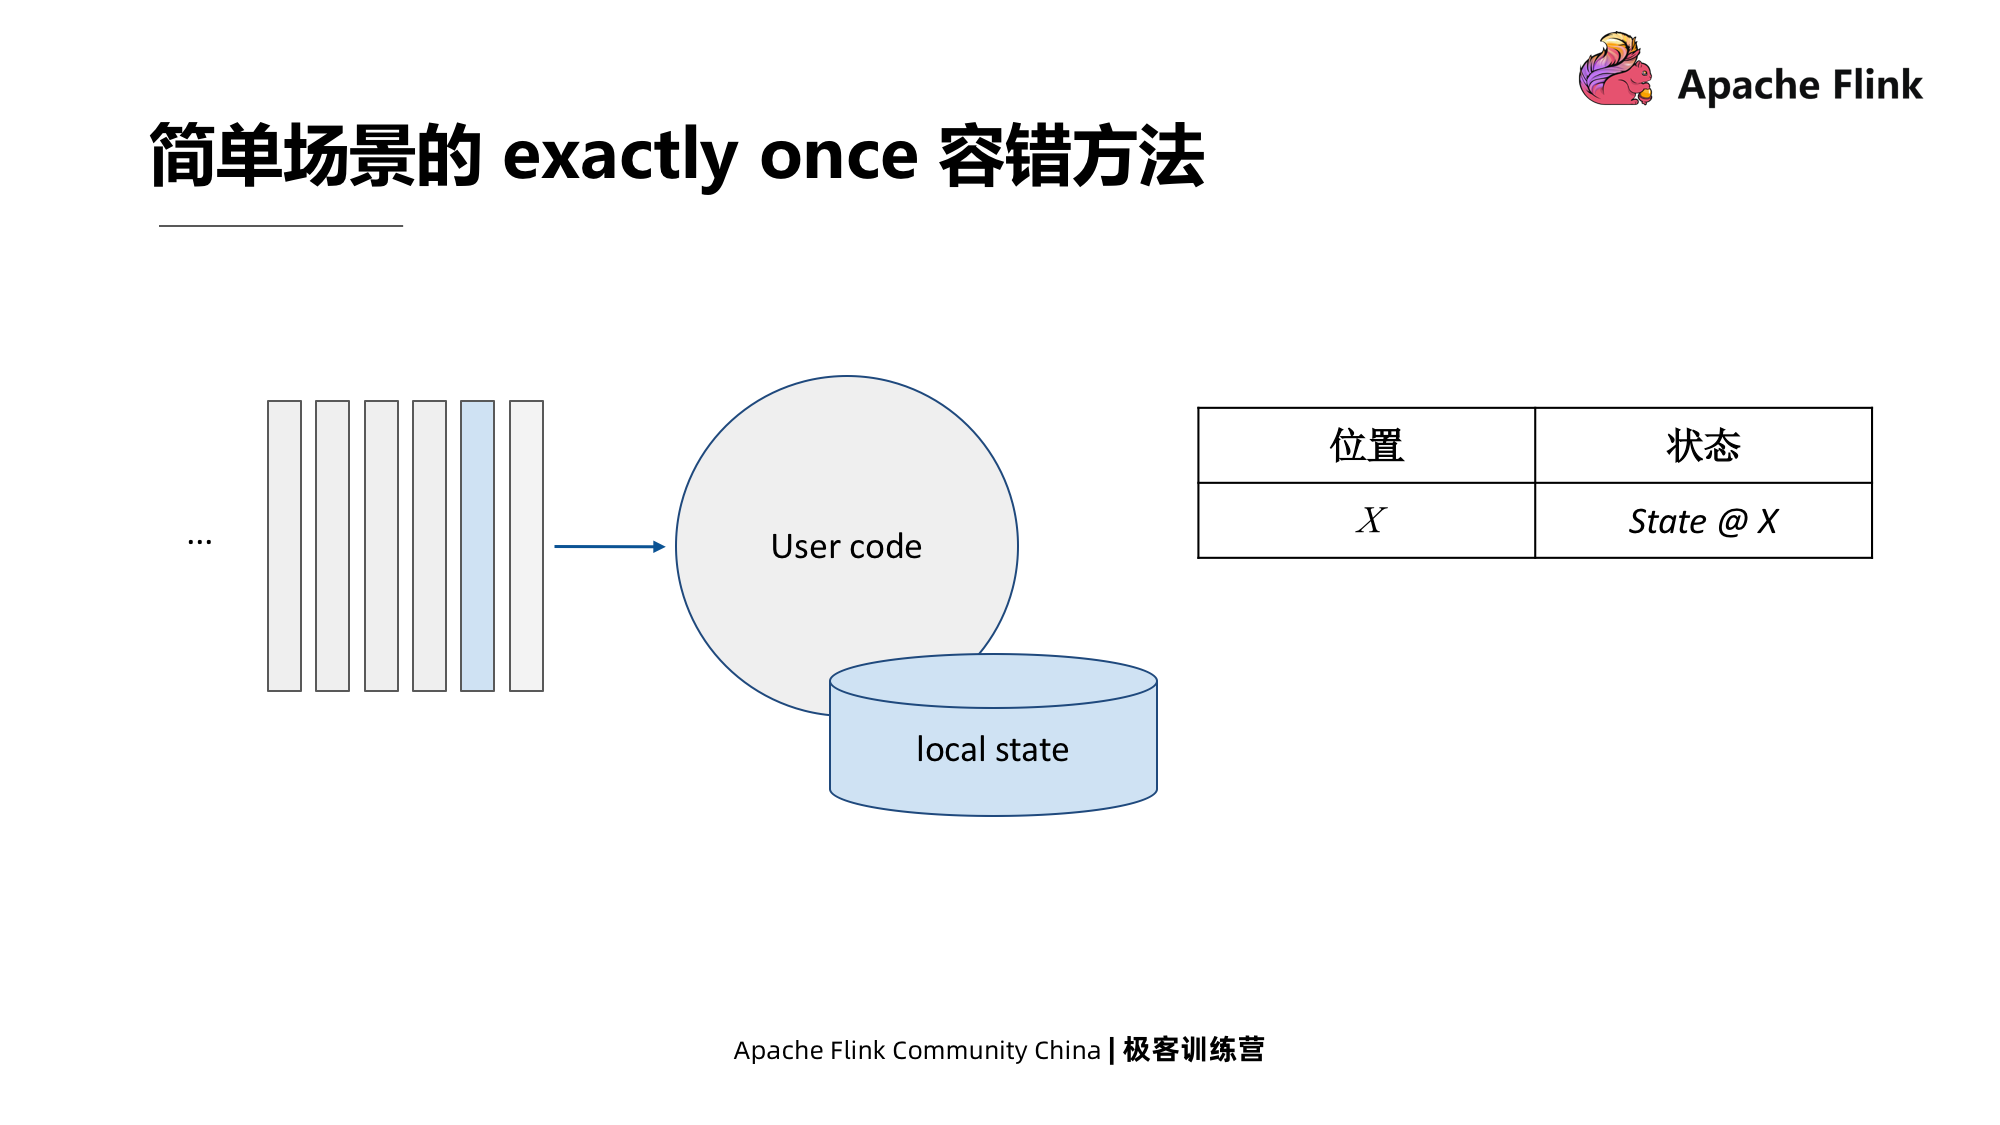 Apache Flink
简单场景的 exactly once 容错方法
...
User code
local state
位置 状态
X State @ X
Apache Flink Community China | 极客训练营